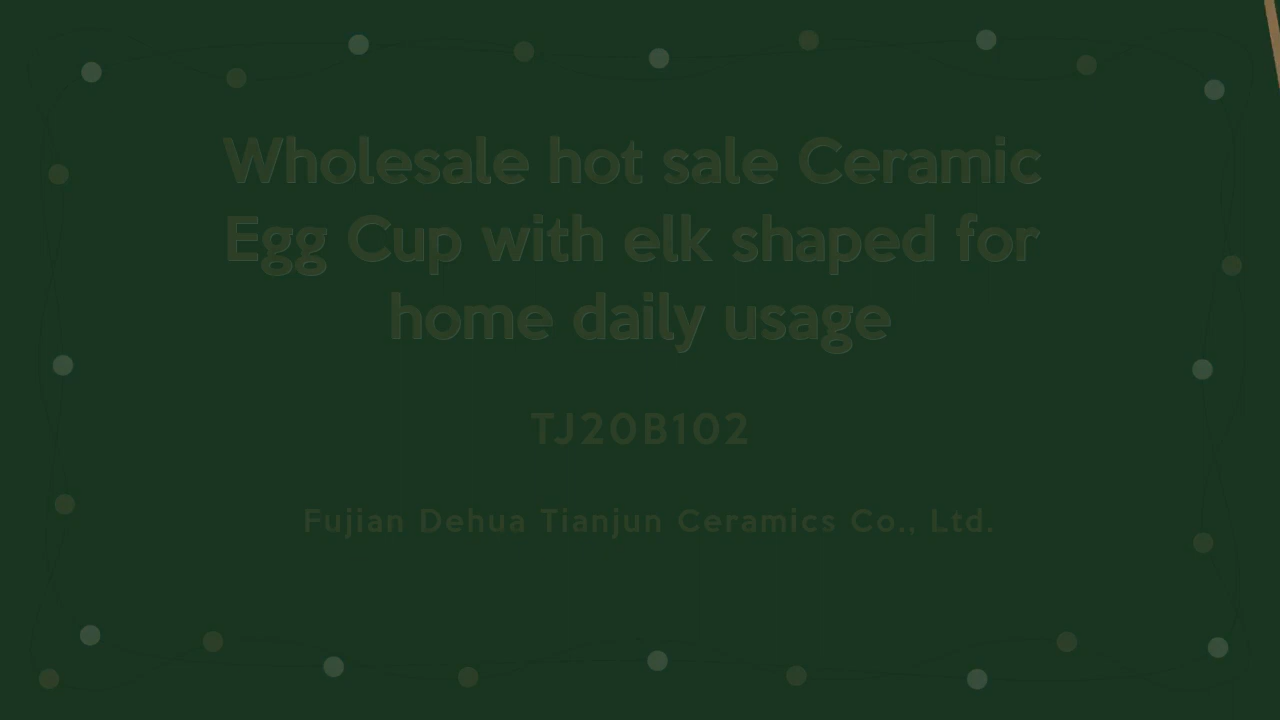 Wholesale hot sale Ceramic
Egg Cup with elk shaped for
home daily usage
TJ20B102
Fujian Dehua Tianjun Ceramics Co., Ltd.